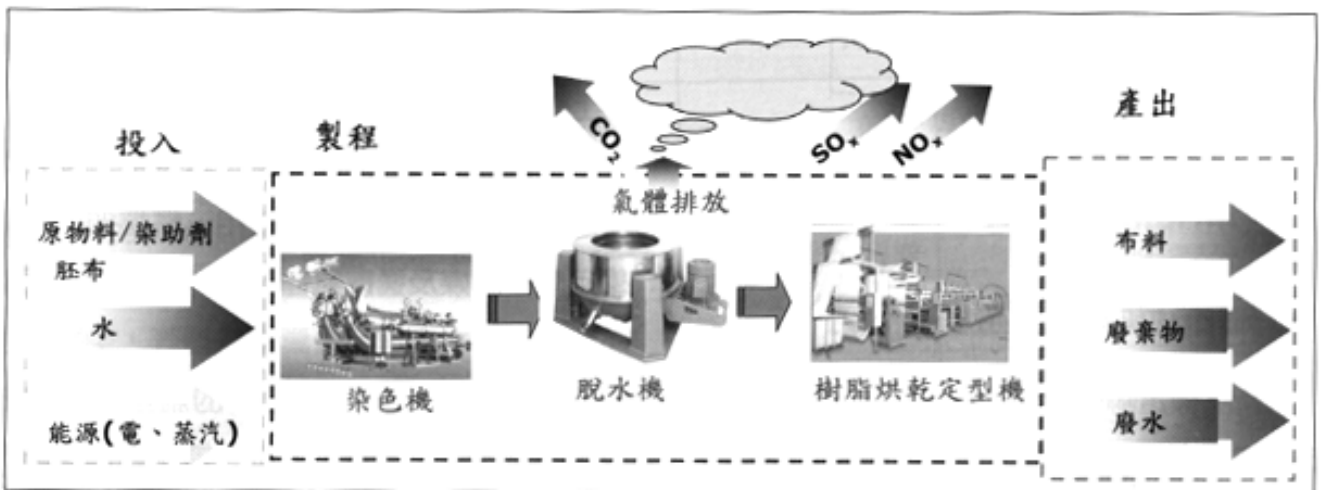 投入
製程
產出
CO₂
SOₓ
NOₓ
氣體排放
原物料/染助劑
胚布
水
能源(電、蒸汽)
染色機
脫水機
樹脂烘乾定型機
布料
廢棄物
廢水